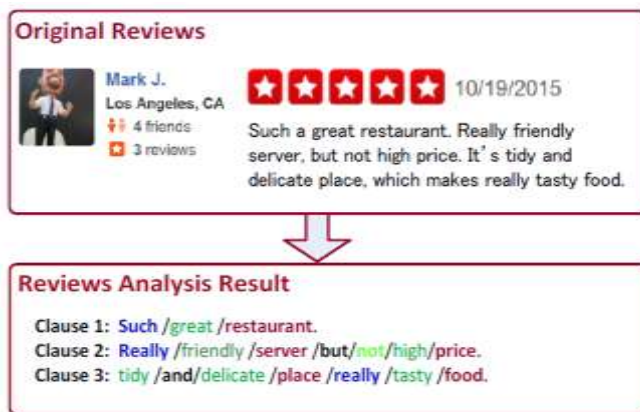 Original Reviews
Mark J.
Los Angeles, CA
4 friends
3 reviews
10/19/2015
Such a great restaurant. Really friendly
server, but not high price. It's tidy and
delicate place, which makes really tasty food.
Reviews Analysis Result
Clause 1: Such /great /restaurant.
Clause 2: Really /friendly /server /but/not/high/price.
Clause 3: tidy /and/delicate /place /really /tasty /food.